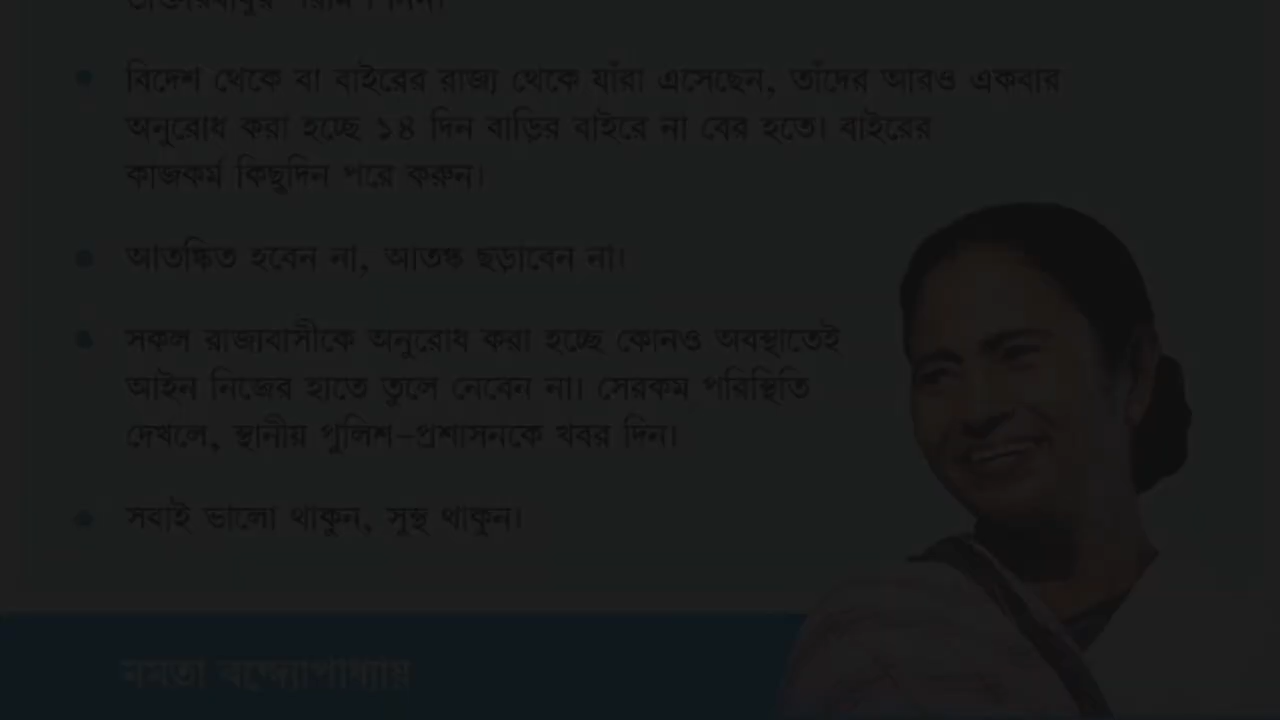 বিদেশ থেকে বা বাইরের রাজ্য থেকে যাঁরা এসেছেন, তাঁদের আরও একবার
অনুরোধ করা হচ্ছে ১৪ দিন বাড়ির বাইরে না বের হতে। বাইরের
কাজকর্ম কিছুদিন পরে করুন।
আতঙ্কিত হবেন না, আতঙ্ক ছড়াবেন না।
সকল রাজ্যবাসীকে অনুরোধ করা হচ্ছে কোনও অবস্থাতেই
আইন নিজের হাতে তুলে নেবেন না। সেরকম পরিস্থিতি
দেখলে, স্থানীয় পুলিশ-প্রশাসনকে খবর দিন।
সবাই ভালো থাকুন, সুস্থ থাকুন।
মমতা বন্দ্যোপাধ্যায়